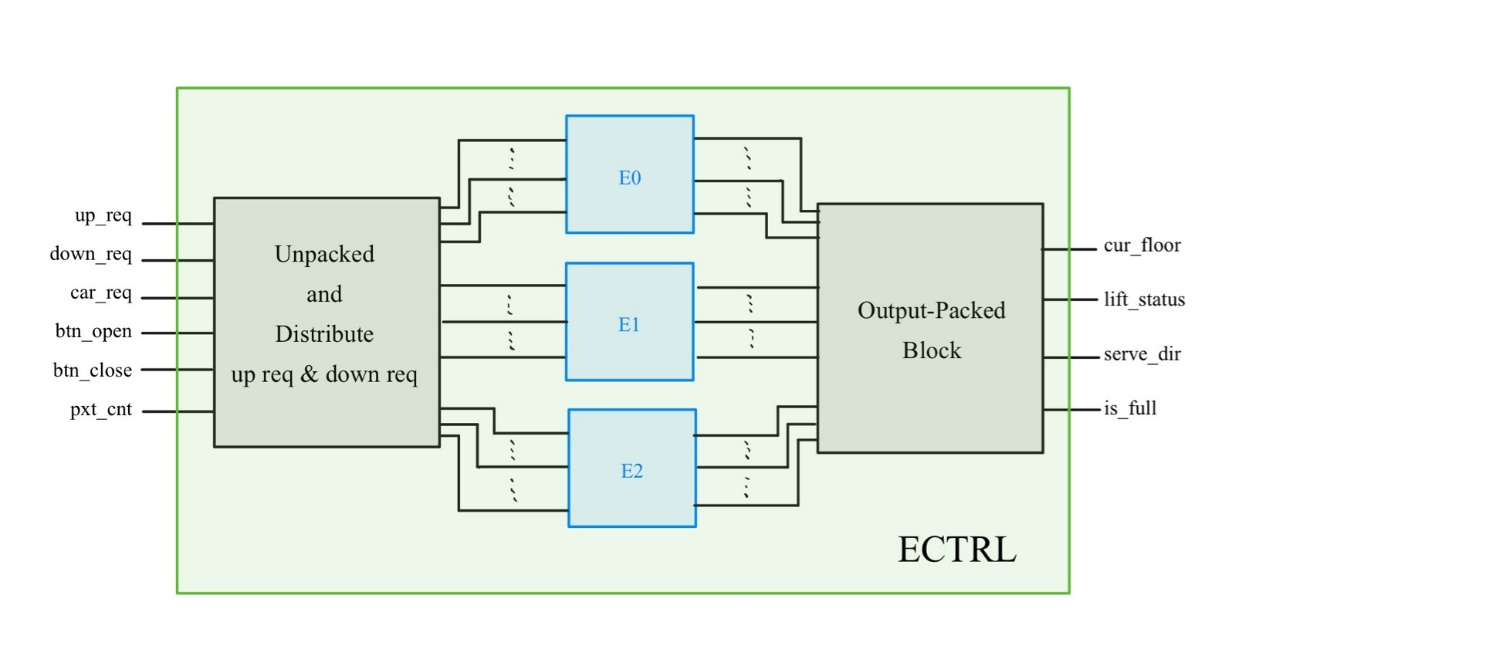 up_req
down_req
car_req
btn_open
btn_close
pxt_cnt
Unpacked
and
Distribute
up req & down req
E0
E1
E2
Output-Packed
Block
cur_floor
lift_status
serve_dir
is_full
ECTRL